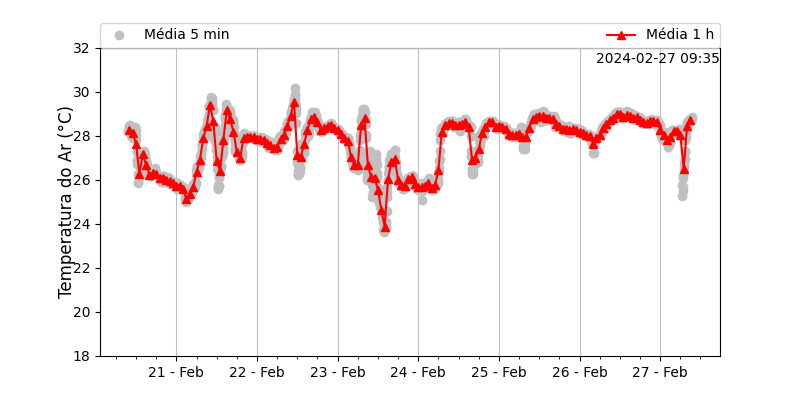 Média 5 min
Média 1 h
2024-02-27 09:35
Temperatura do Ar (°C)
32
30
28
26
24
22
20
18
21 - Feb
22 - Feb
23 - Feb
24 - Feb
25 - Feb
26 - Feb
27 - Feb